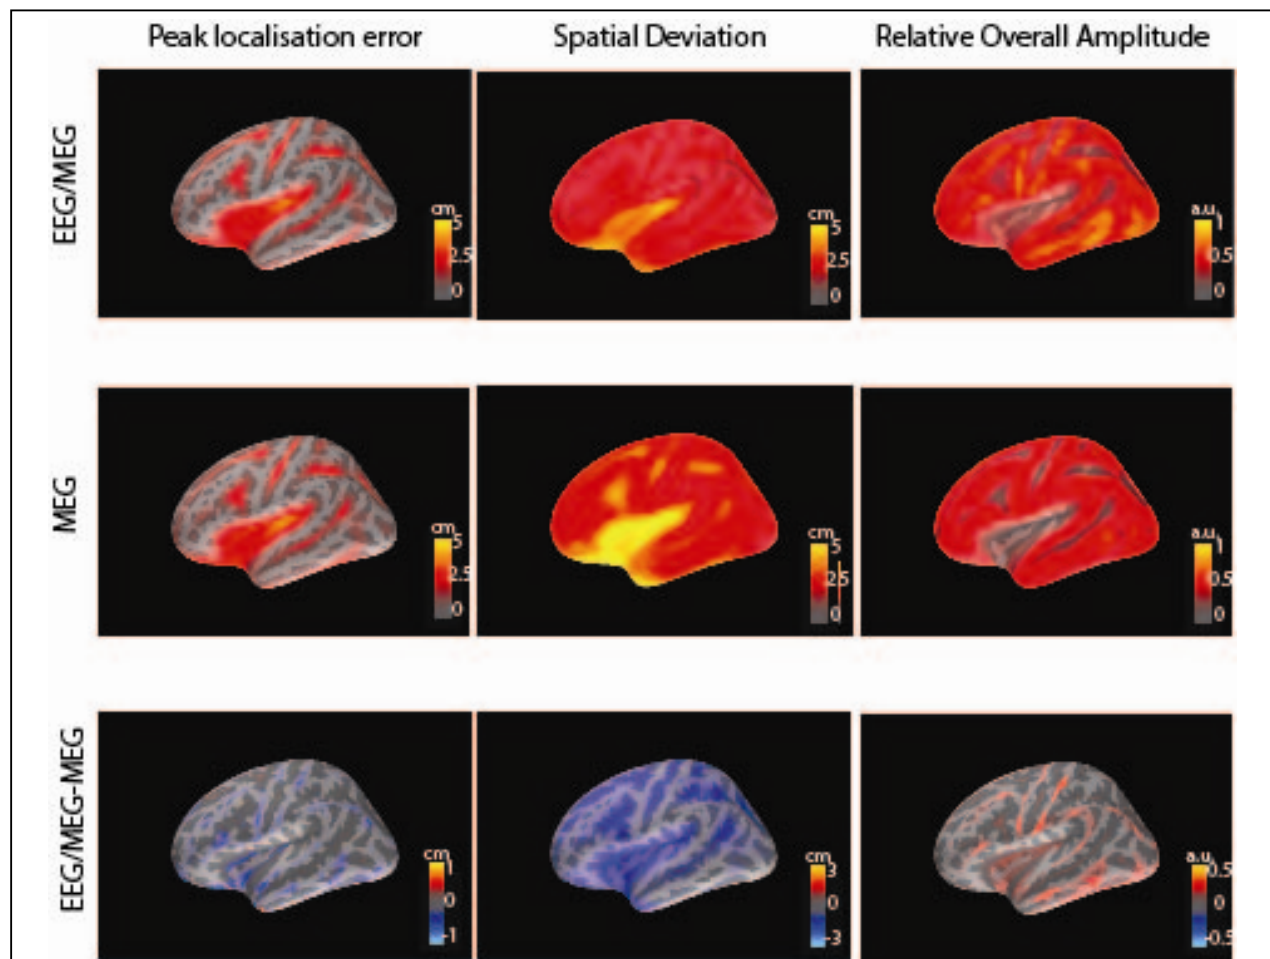 Peak localisation error Spatial Deviation Relative Overall Amplitude
EEG/MEG
cm 5 2.5 0
cm 5 2.5 0
a.u. 1 0.5 0
MEG
cm 5 2.5 0
cm 5 2.5 0
a.u. 1 0.5 0
EEG/MEG-MEG
cm 1 0 -1
cm 3 0 -3
a.u. 0.5 0 -0.5